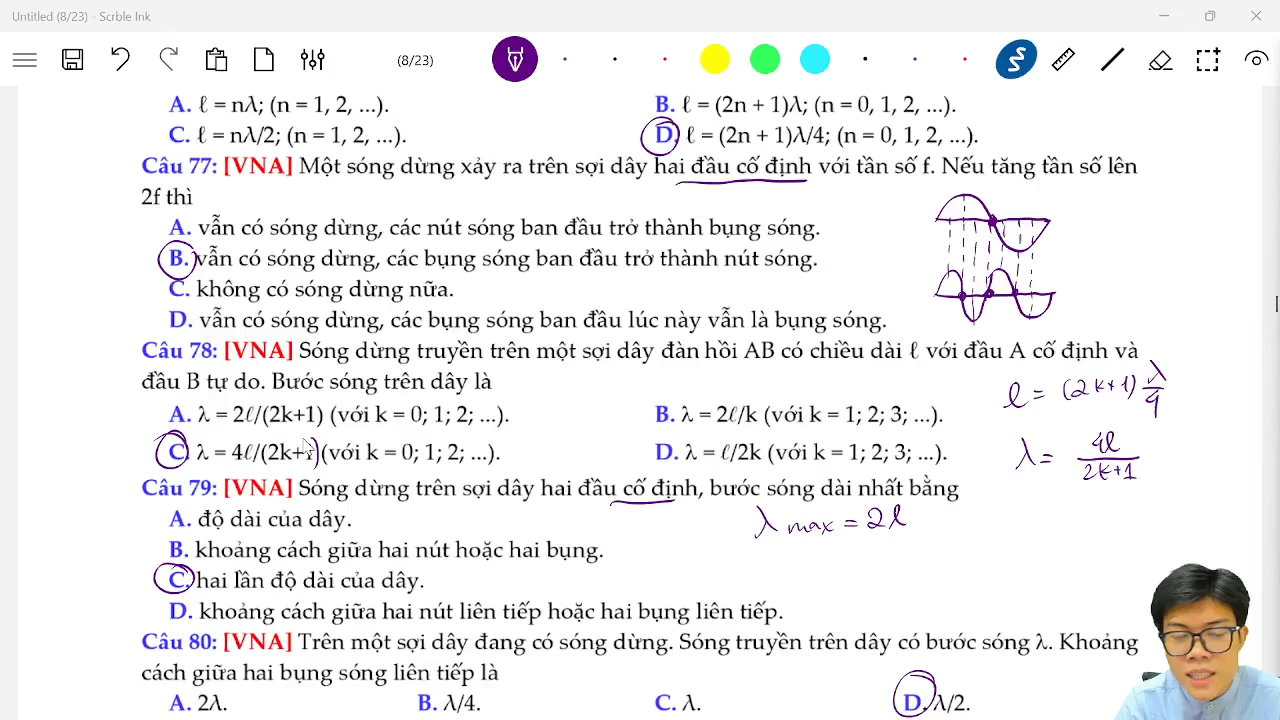 Untitled (8/23) - Scrble Ink
(8/23)
A. ℓ = nλ; (n = 1, 2, ...). B. ℓ = (2n + 1)λ; (n = 0, 1, 2, ...).
C. ℓ = nλ/2; (n = 1, 2, ...). D. ℓ = (2n + 1)λ/4; (n = 0, 1, 2, ...).
Câu 77: [VNA] Một sóng dừng xảy ra trên sợi dây hai đầu cố định với tần số f. Nếu tăng tần số lên
2f thì
A. vẫn có sóng dừng, các nút sóng ban đầu trở thành bụng sóng.
B. vẫn có sóng dừng, các bụng sóng ban đầu trở thành nút sóng.
C. không có sóng dừng nữa.
D. vẫn có sóng dừng, các bụng sóng ban đầu lúc này vẫn là bụng sóng.
Câu 78: [VNA] Sóng dừng truyền trên một sợi dây đàn hồi AB có chiều dài ℓ với đầu A cố định và
đầu B tự do. Bước sóng trên dây là
ℓ = (2k+1) λ/4
A. λ = 2ℓ/(2k+1) (với k = 0; 1; 2; ...). B. λ = 2ℓ/k (với k = 1; 2; 3; ...).
C. λ = 4ℓ/(2k+1) (với k = 0; 1; 2; ...). D. λ = ℓ/2k (với k = 1; 2; 3; ...).
λ = 4ℓ/2k+1
Câu 79: [VNA] Sóng dừng trên sợi dây hai đầu cố định, bước sóng dài nhất bằng
A. độ dài của dây.
λ max = 2ℓ
B. khoảng cách giữa hai nút hoặc hai bụng.
C. hai lần độ dài của dây.
D. khoảng cách giữa hai nút liên tiếp hoặc hai bụng liên tiếp.
Câu 80: [VNA] Trên một sợi dây đang có sóng dừng. Sóng truyền trên dây có bước sóng λ. Khoảng
cách giữa hai bụng sóng liên tiếp là
A. 2λ. B. λ/4. C. λ. D. λ/2.